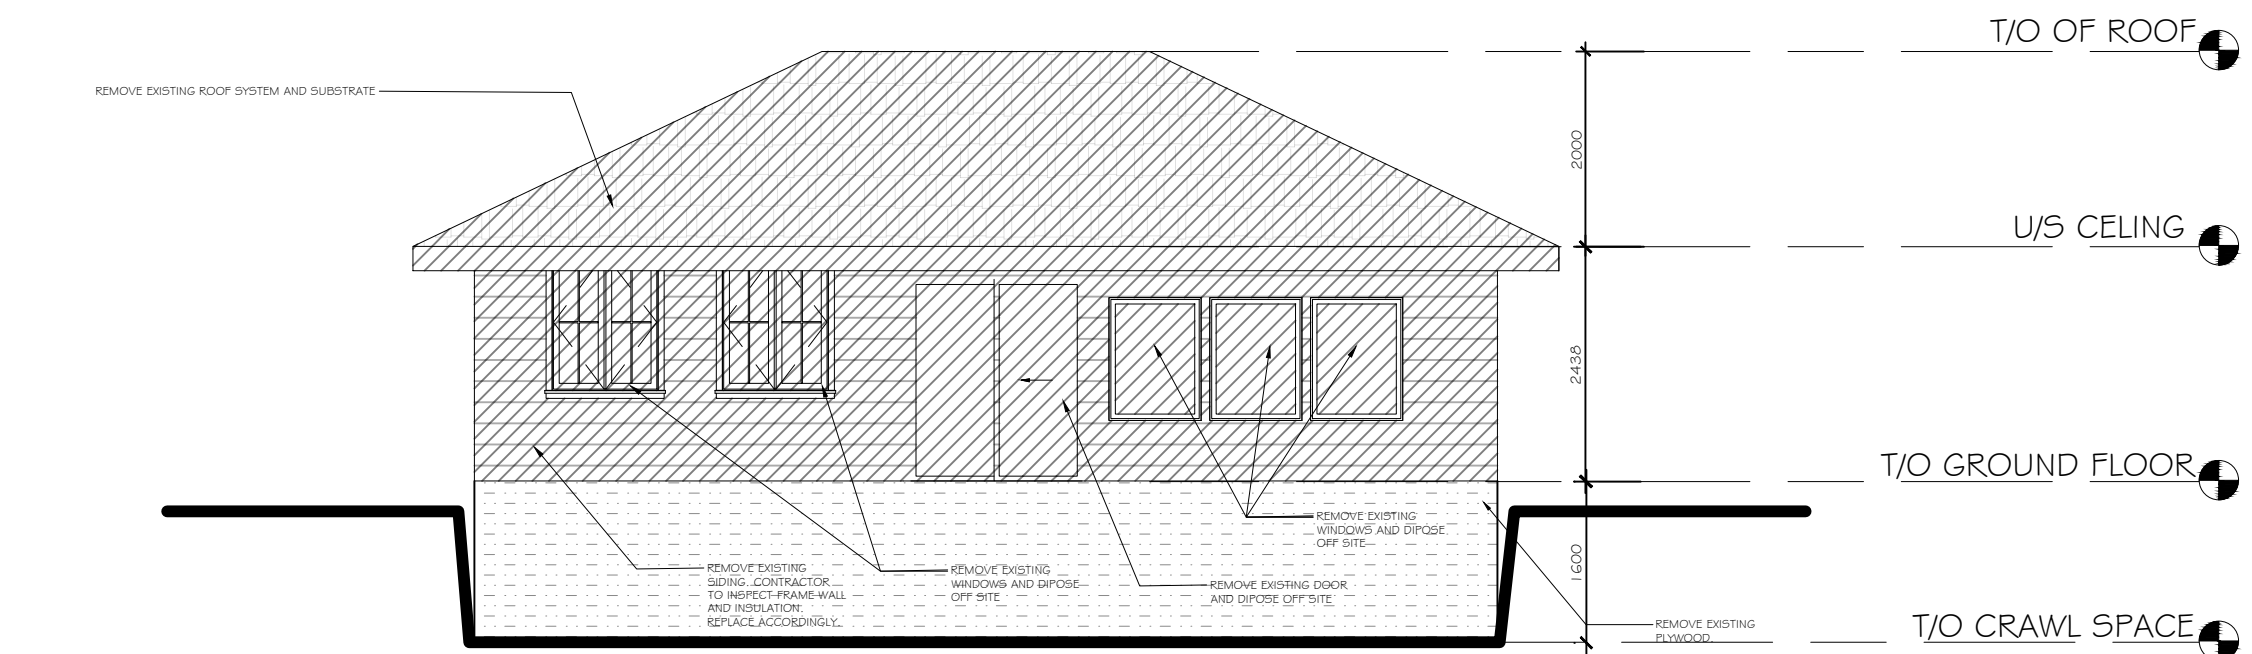 T/O OF ROOF
REMOVE EXISTING ROOF SYSTEM AND SUBSTRATE
2000
U/S CELING
2438
T/O GROUND FLOOR
REMOVE EXISTING
WINDOWS AND DIPOSE
OFF SITE
1600
REMOVE EXISTING
SIDING. CONTRACTOR
TO INSPECT FRAME WALL
AND INSULATION.
REPLACE ACCORDINGLY.
REMOVE EXISTING
WINDOWS AND DIPOSE
OFF SITE
REMOVE EXISTING DOOR
AND DIPOSE OFF SITE
REMOVE EXISTING
PLYWOOD.
T/O CRAWL SPACE